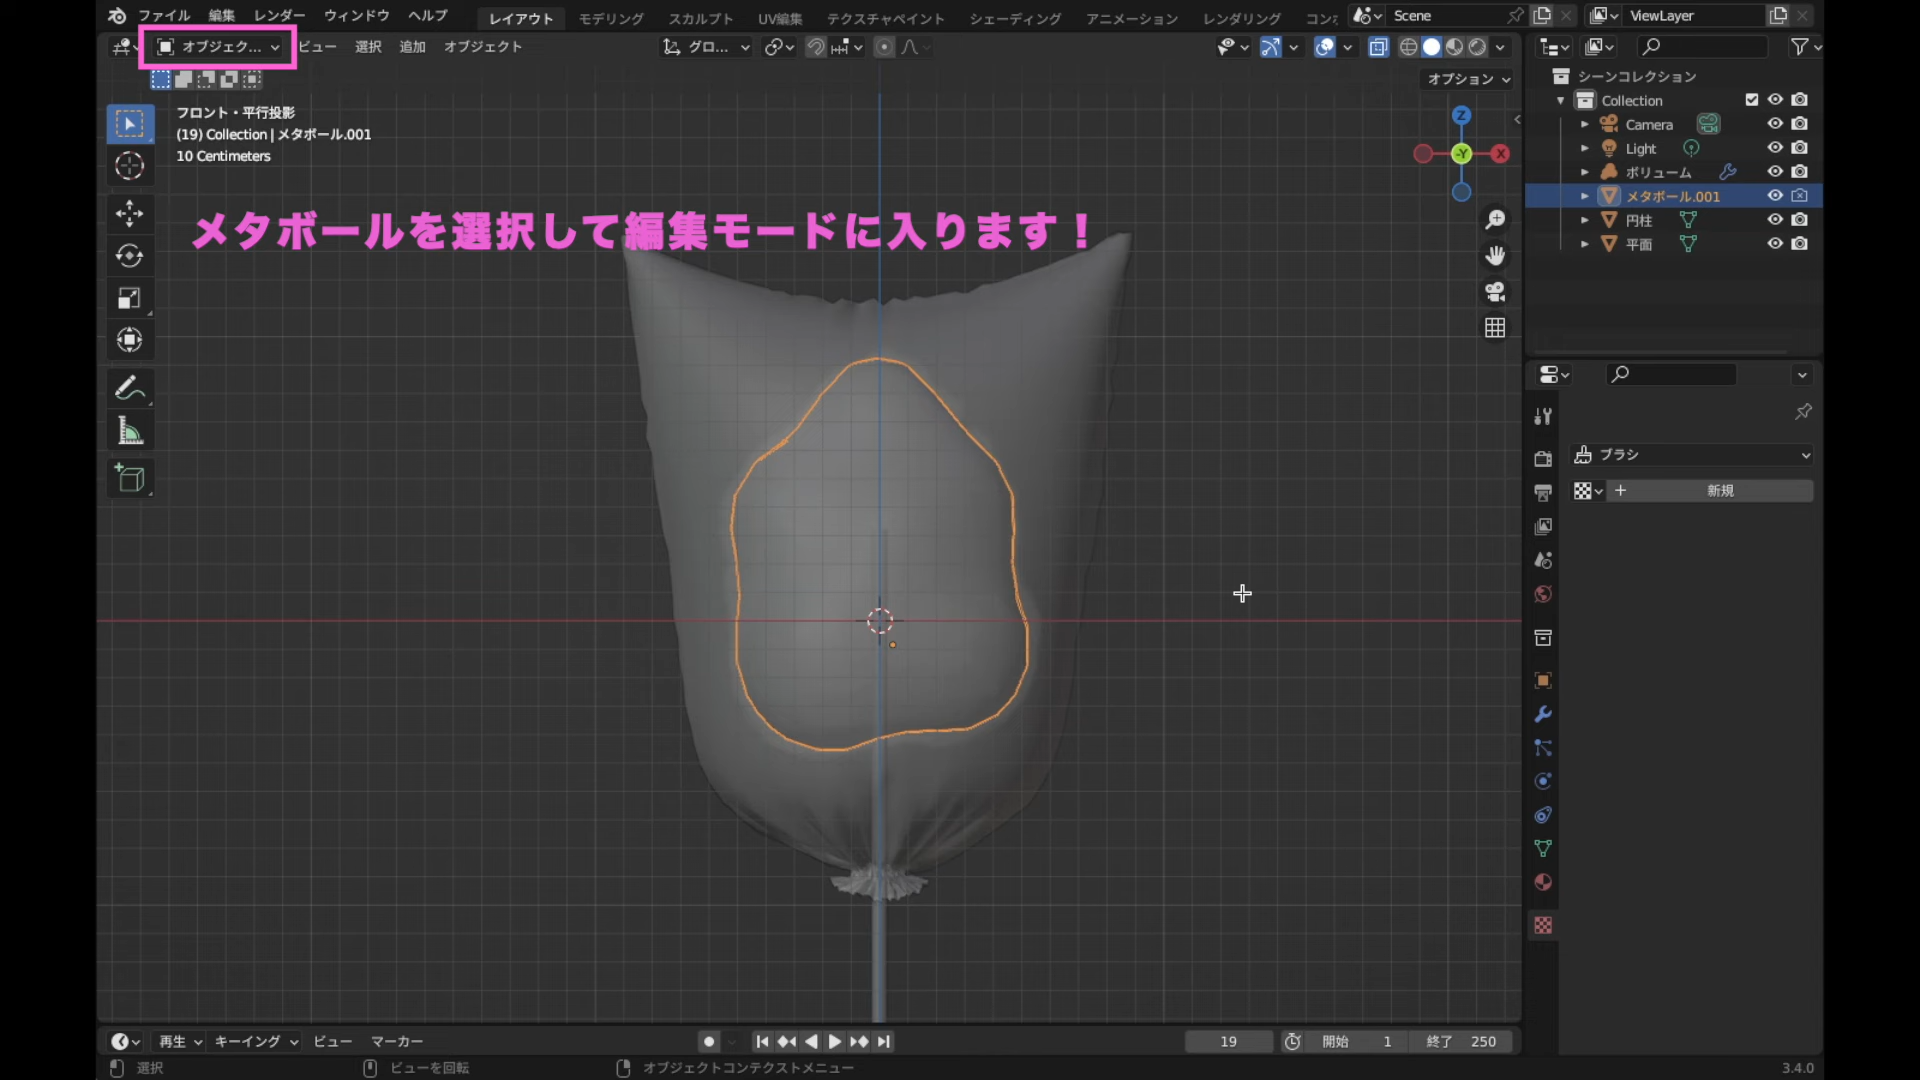 ファイル 編集 レンダー ウィンドウ ヘルプ レイアウト モデリング スカルプト UV編集 テクスチャペイント シェーディング アニメーション レンダリング コン Scene ViewLayer
オブジェク... ビュー 選択 追加 オブジェクト グロ...
オプション
シーンコレクション
Collection
Camera
Light
ボリューム
メタボール.001
円柱
平面
フロント・平行投影
(19) Collection | メタボール.001
10 Centimeters
Z
-Y
X
メタボールを選択して編集モードに入ります！
ブラシ
新規
再生 キーイング ビュー マーカー 19 開始 1 終了 250
選択 ビューを回転 オブジェクトコンテクストメニュー 3.4.0